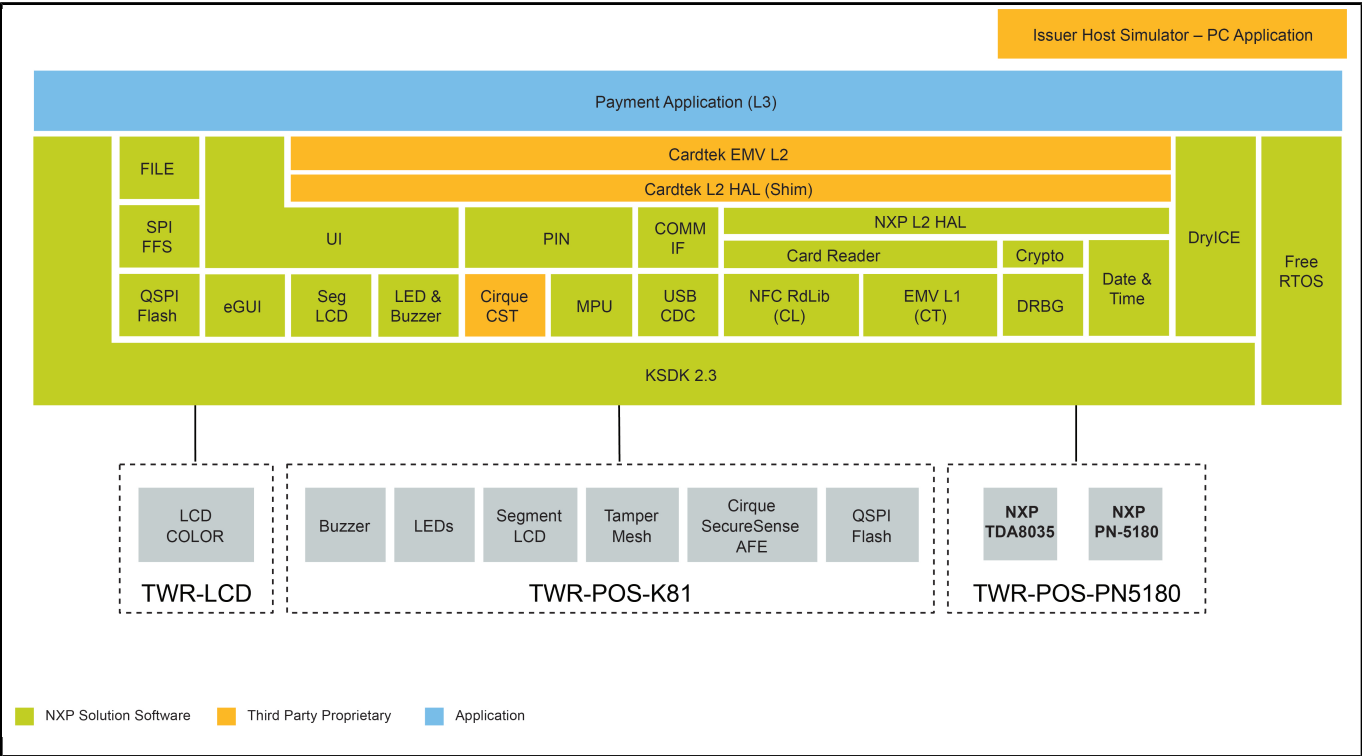 Issuer Host Simulator – PC Application
Payment Application (L3)
FILE
Cardtek EMV L2
Cardtek L2 HAL (Shim)
SPI
FFS
UI
PIN
COMM
IF
NXP L2 HAL
DryICE
Free
RTOS
Card Reader
Crypto
Date &
Time
QSPI
Flash
eGUI
Seg
LCD
LED &
Buzzer
Cirque
CST
MPU
USB
CDC
NFC RdLib
(CL)
EMV L1
(CT)
DRBG
KSDK 2.3
LCD
COLOR
TWR-LCD
Buzzer
LEDs
Segment
LCD
Tamper
Mesh
Cirque
SecureSense
AFE
QSPI
Flash
TWR-POS-K81
NXP
TDA8035
NXP
PN-5180
TWR-POS-PN5180
NXP Solution Software
Third Party Proprietary
Application